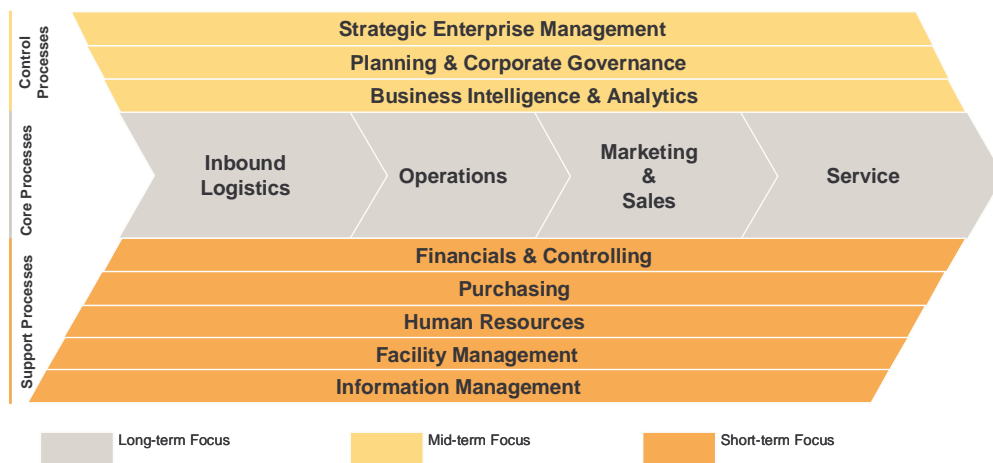 Control
Processes
Strategic Enterprise Management
Planning & Corporate Governance
Business Intelligence & Analytics
Core Processes
Inbound
Logistics
Operations
Marketing
&
Sales
Service
Support Processes
Financials & Controlling
Purchasing
Human Resources
Facility Management
Information Management
Long-term Focus
Mid-term Focus
Short-term Focus